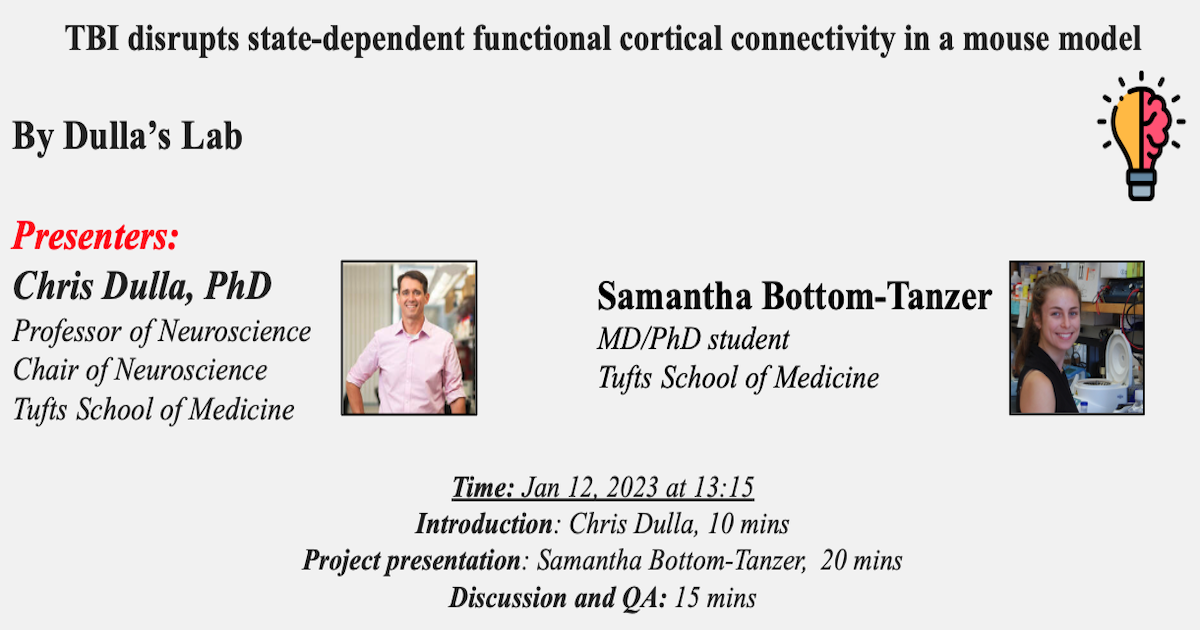 TBI disrupts state-dependent functional cortical connectivity in a mouse model
By Dulla’s Lab
Presenters:
Chris Dulla, PhD
Professor of Neuroscience
Chair of Neuroscience
Tufts School of Medicine
Samantha Bottom-Tanzer
MD/PhD student
Tufts School of Medicine
Time: Jan 12, 2023 at 13:15
Introduction: Chris Dulla, 10 mins
Project presentation: Samantha Bottom-Tanzer, 20 mins
Discussion and QA: 15 mins